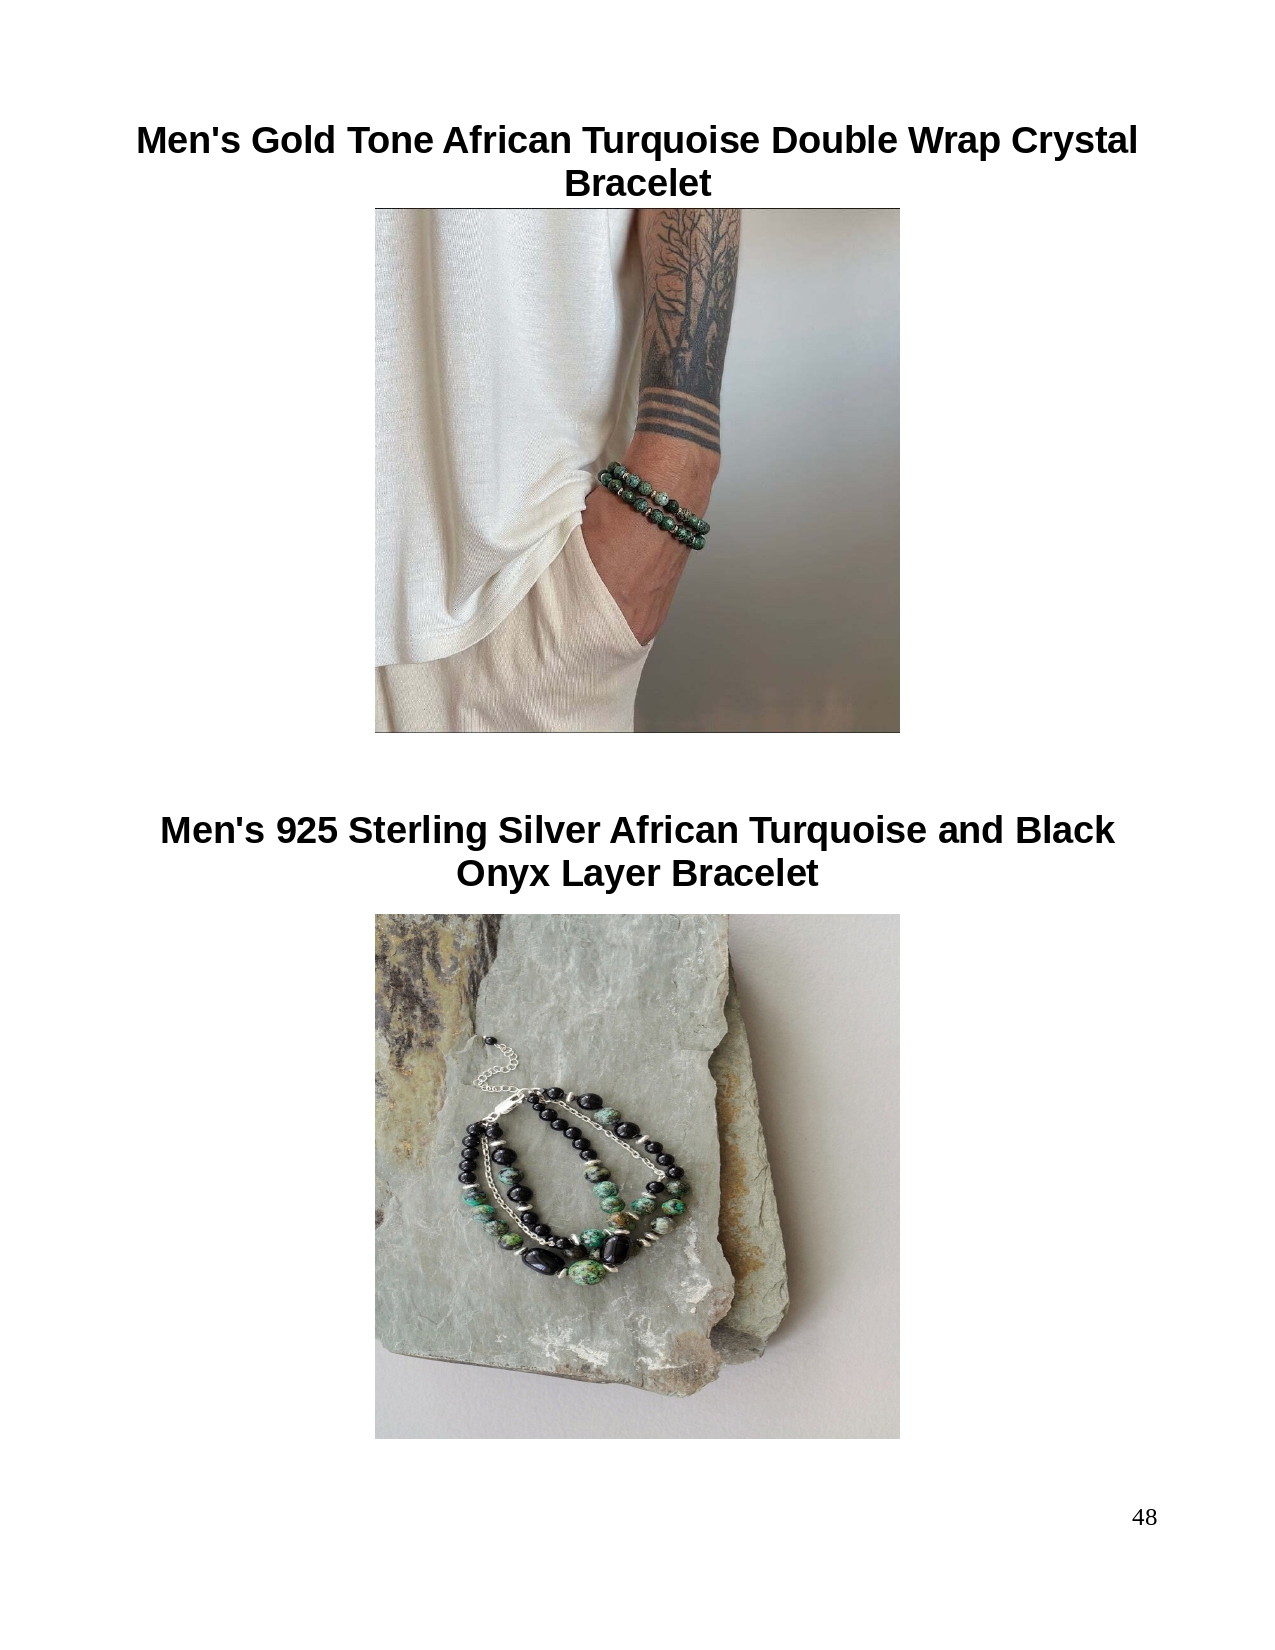 Men's Gold Tone African Turquoise Double Wrap Crystal
Bracelet
Men's 925 Sterling Silver African Turquoise and Black
Onyx Layer Bracelet
48